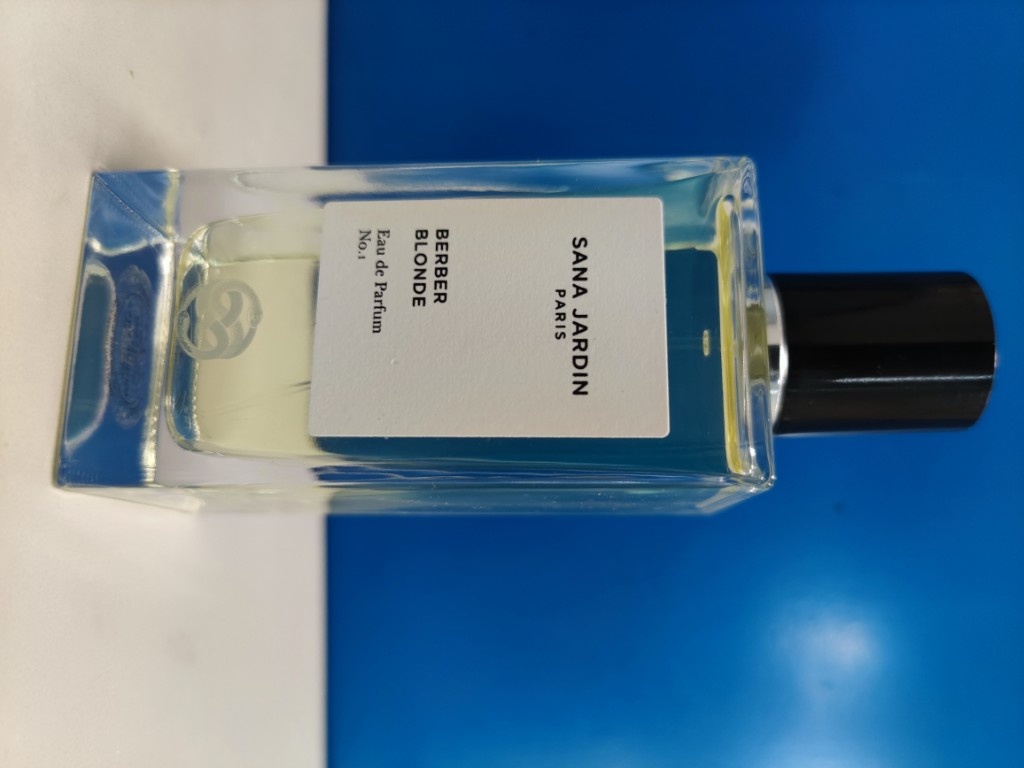 SANA JARDIN
PARIS
BERBER
BLONDE
Eau de Parfum
No.1